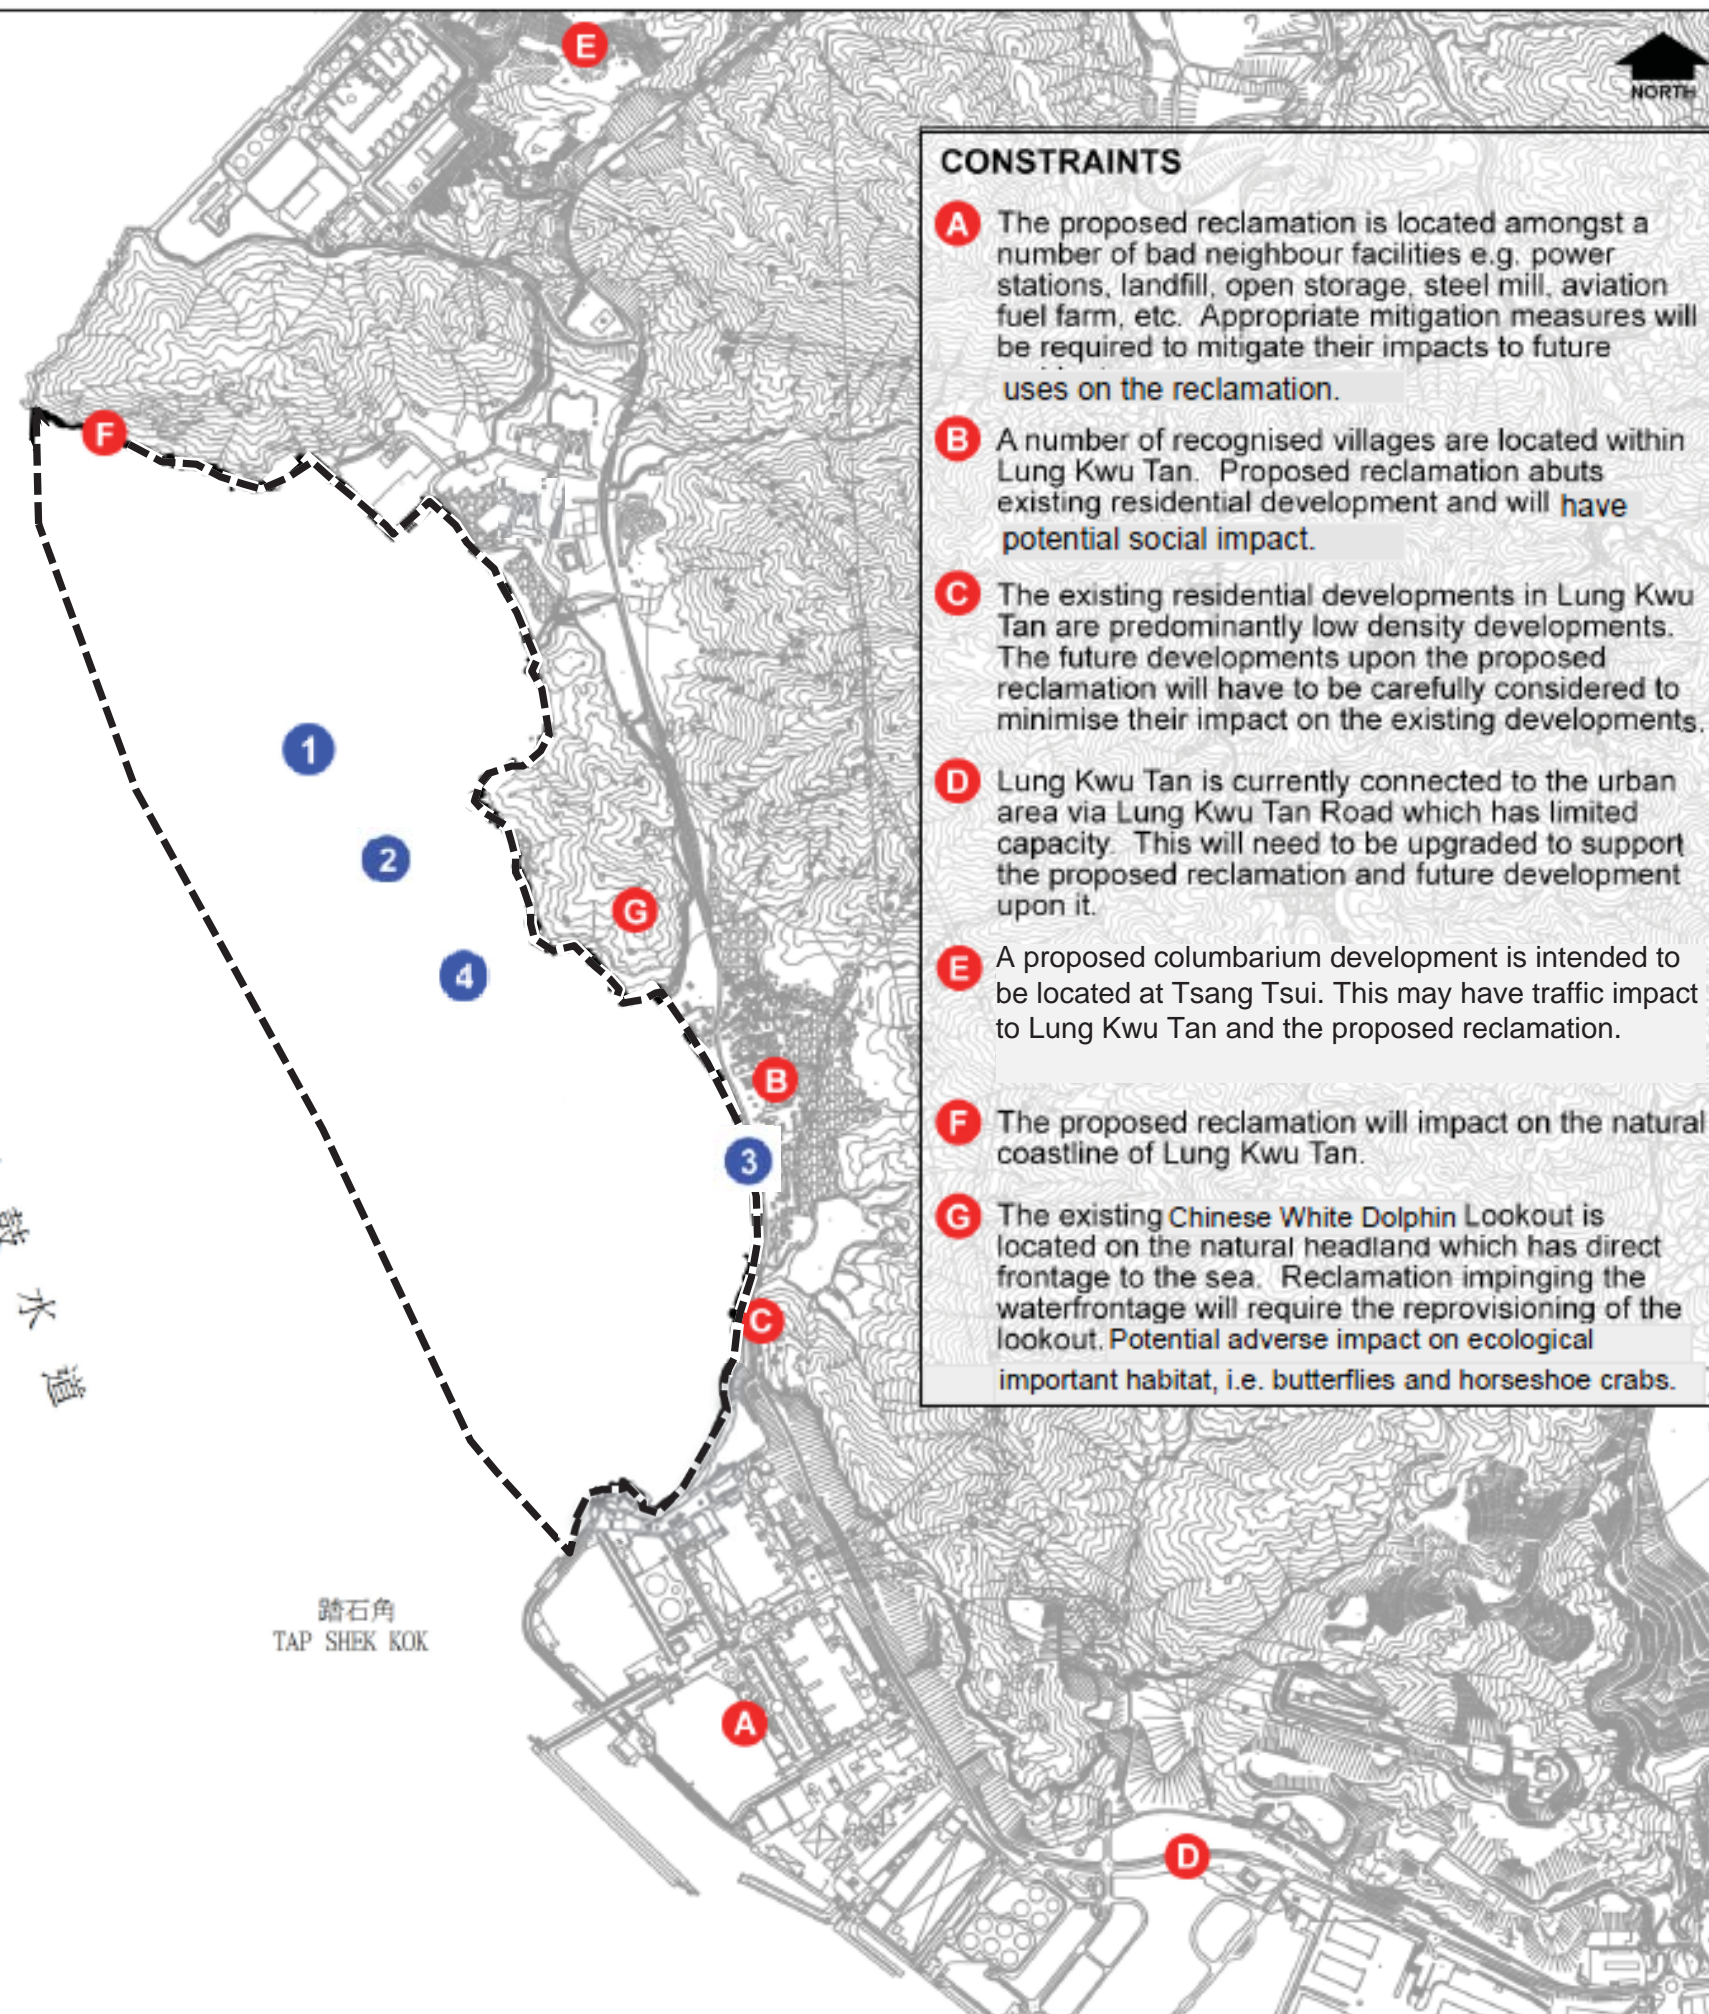 E
NORTH
CONSTRAINTS
A The proposed reclamation is located amongst a
number of bad neighbour facilities e.g. power
stations, landfill, open storage, steel mill, aviation
fuel farm, etc. Appropriate mitigation measures will
be required to mitigate their impacts to future
uses on the reclamation.
B A number of recognised villages are located within
Lung Kwu Tan. Proposed reclamation abuts
existing residential development and will have
potential social impact.
C The existing residential developments in Lung Kwu
Tan are predominantly low density developments.
The future developments upon the proposed
reclamation will have to be carefully considered to
minimise their impact on the existing developments.
D Lung Kwu Tan is currently connected to the urban
area via Lung Kwu Tan Road which has limited
capacity. This will need to be upgraded to support
the proposed reclamation and future development
upon it.
E A proposed columbarium development is intended to
be located at Tsang Tsui. This may have traffic impact
to Lung Kwu Tan and the proposed reclamation.
F The proposed reclamation will impact on the natural
coastline of Lung Kwu Tan.
G The existing Chinese White Dolphin Lookout is
located on the natural headland which has direct
frontage to the sea. Reclamation impinging the
waterfrontage will require the reprovisioning of the
lookout. Potential adverse impact on ecological
important habitat, i.e. butterflies and horseshoe crabs.
F
1
2
G
4
B
3
鼓
水
道
C
踏石角
TAP SHEK KOK
A
D